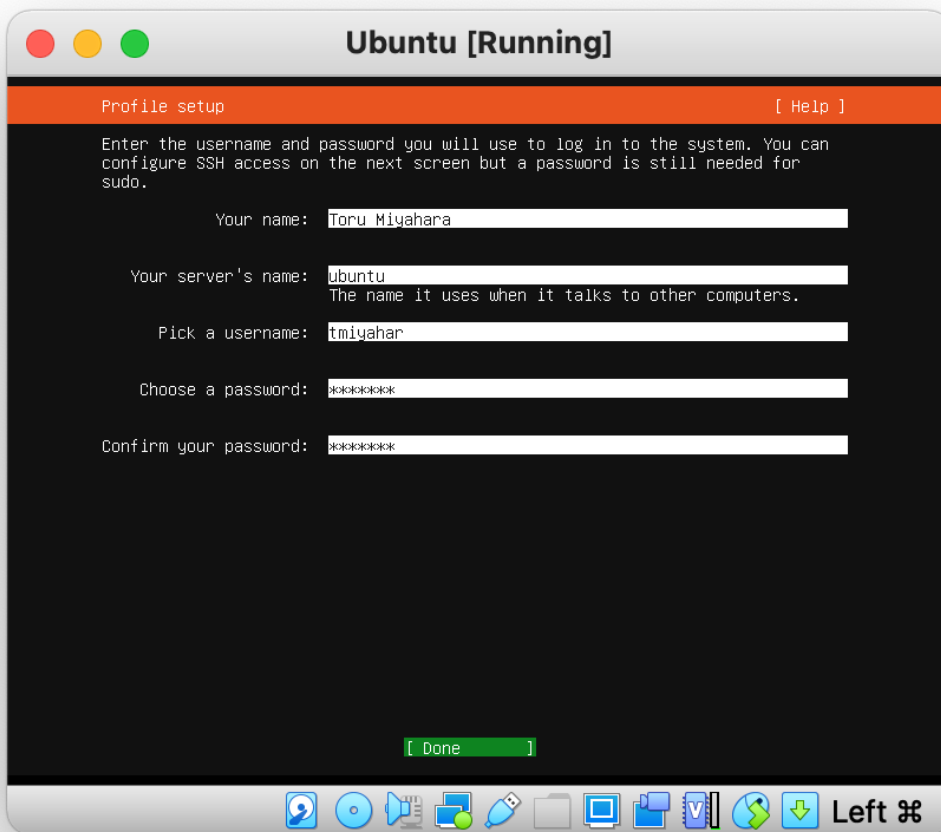 Ubuntu [Running]
Profile setup [ Help ]
Enter the username and password you will use to log in to the system. You can
configure SSH access on the next screen but a password is still needed for
sudo.
Your name: Toru Miyahara
Your server's name: ubuntu
The name it uses when it talks to other computers.
Pick a username: tmiyahar
Choose a password: *******
Confirm your password: *******
[ Done ]
Left ⌘